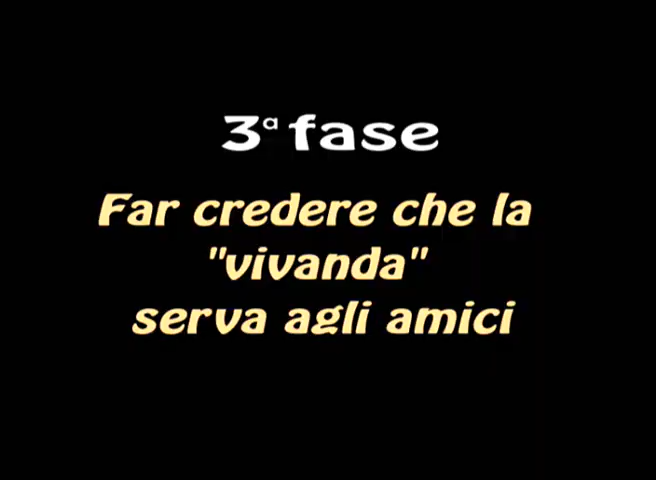 3ª fase
Far credere che la
"vivanda"
serva agli amici